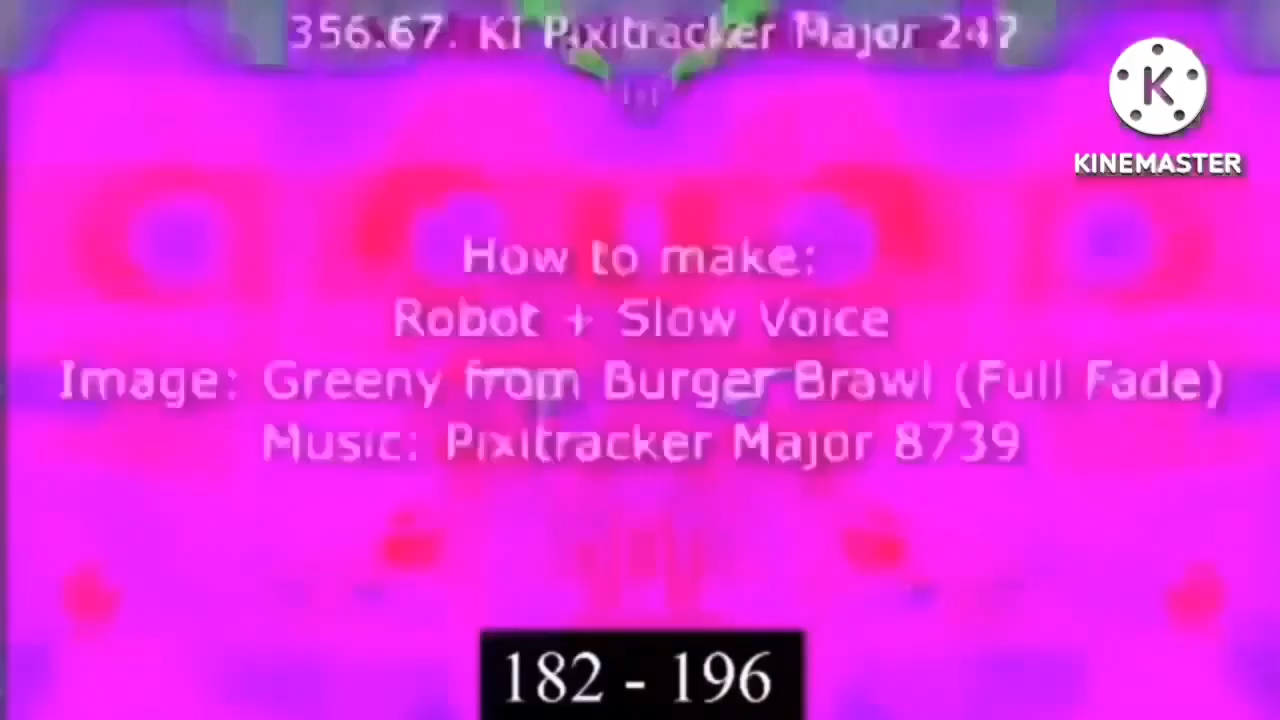 356.67. KI Pixitracker Major 247
K
KINEMASTER
How to make:
Robot + Slow Voice
Image: Greeny from Burger Brawl (Full Fade)
Music: Pixitracker Major 8739
182 - 196